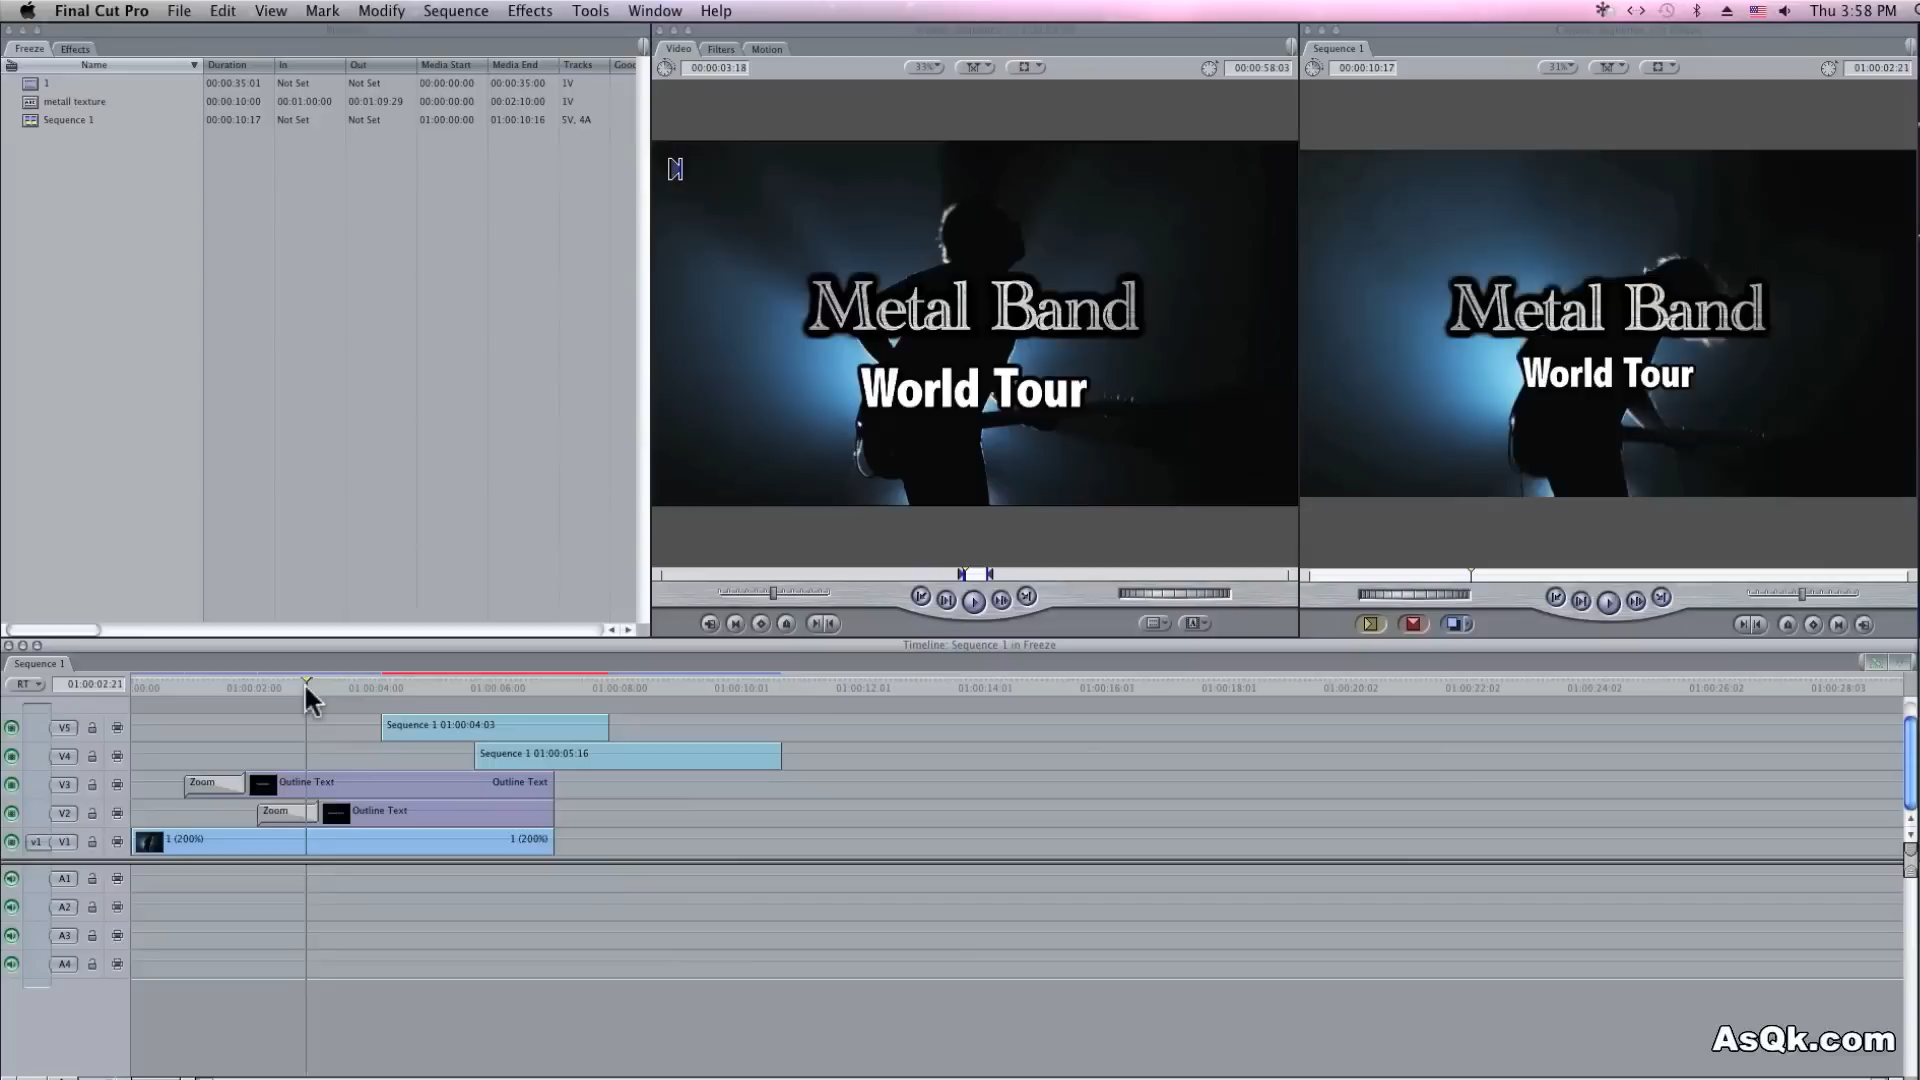 Final Cut Pro File Edit View Mark Modify Sequence Effects Tools Window Help Thu 3:58 PM
Freeze Effects
Name Duration In Out Media Start Media End Tracks Good
1 00:00:35:01 Not Set Not Set 00:00:00:00 00:00:35:00 1V
metall texture 00:00:10:00 00:01:00:00 00:01:09:29 00:00:00:00 00:02:10:00 1V
Sequence 1 00:00:10:17 Not Set Not Set 01:00:00:00 01:00:10:16 5V, 4A
Video Filters Motion
00:00:03:18 33% 00:00:58:03
Metal Band
World Tour
Sequence 1
00:00:10:17 31% 01:00:02:21
Metal Band
World Tour
Timeline: Sequence 1 in Freeze
Sequence 1
RT 01:00:02:21 :00:00 01:00:02:00 01:00:04:00 01:00:06:00 01:00:08:00 01:00:10:01 01:00:12:01 01:00:14:01 01:00:16:01 01:00:18:01 01:00:20:02 01:00:22:02 01:00:24:02 01:00:26:02 01:00:28:03
V5 Sequence 1 01:00:04:03
V4 Sequence 1 01:00:05:16
V3 Zoom Outline Text Outline Text
V2 Zoom Outline Text
v1 V1 1 (200%) 1 (200%)
A1
A2
A3
A4
AsQk.com